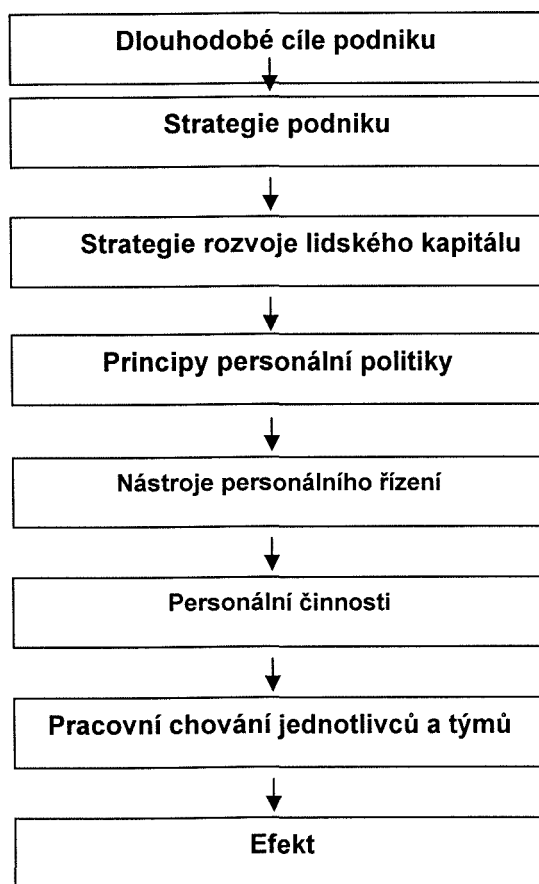 Dlouhodobé cíle podniku
Strategie podniku
Strategie rozvoje lidského kapitálu
Principy personální politiky
Nástroje personálního řízení
Personální činnosti
Pracovní chování jednotlivců a týmů
Efekt